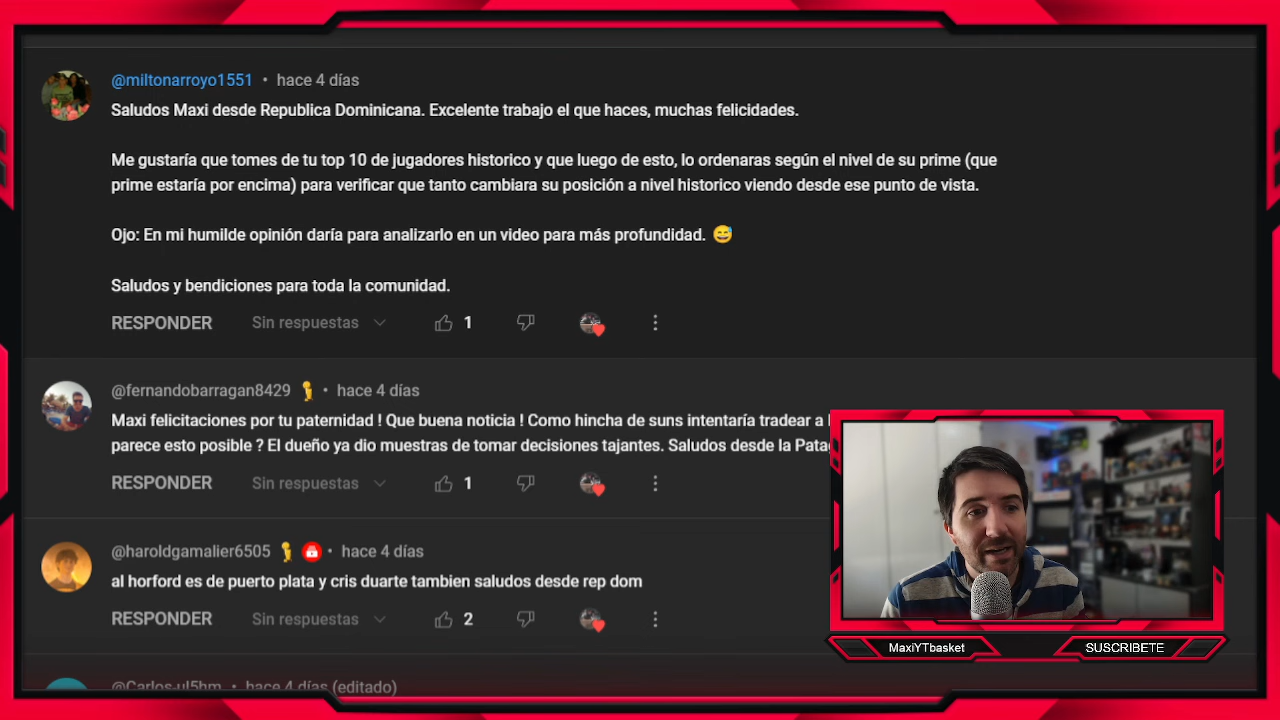 @miltonarroyo1551 • hace 4 días
Saludos Maxi desde Republica Dominicana. Excelente trabajo el que haces, muchas felicidades.
Me gustaría que tomes de tu top 10 de jugadores historico y que luego de esto, lo ordenaras según el nivel de su prime (que
prime estaría por encima) para verificar que tanto cambiara su posición a nivel historico viendo desde ese punto de vista.
Ojo: En mi humilde opinión daría para analizarlo en un video para más profundidad. 😅
Saludos y bendiciones para toda la comunidad.
RESPONDER Sin respuestas 1
@fernandobarragan8429 • hace 4 días
Maxi felicitaciones por tu paternidad ! Que buena noticia ! Como hincha de suns intentaría tradear a
parece esto posible ? El dueño ya dio muestras de tomar decisiones tajantes. Saludos desde la
RESPONDER Sin respuestas 1
@haroldgamalier6505 • hace 4 días
al horford es de puerto plata y cris duarte tambien saludos desde rep dom
RESPONDER Sin respuestas 2
@Carlos-ul5hm • hace 4 días (editado)
MaxiYTbasket
SUSCRIBETE